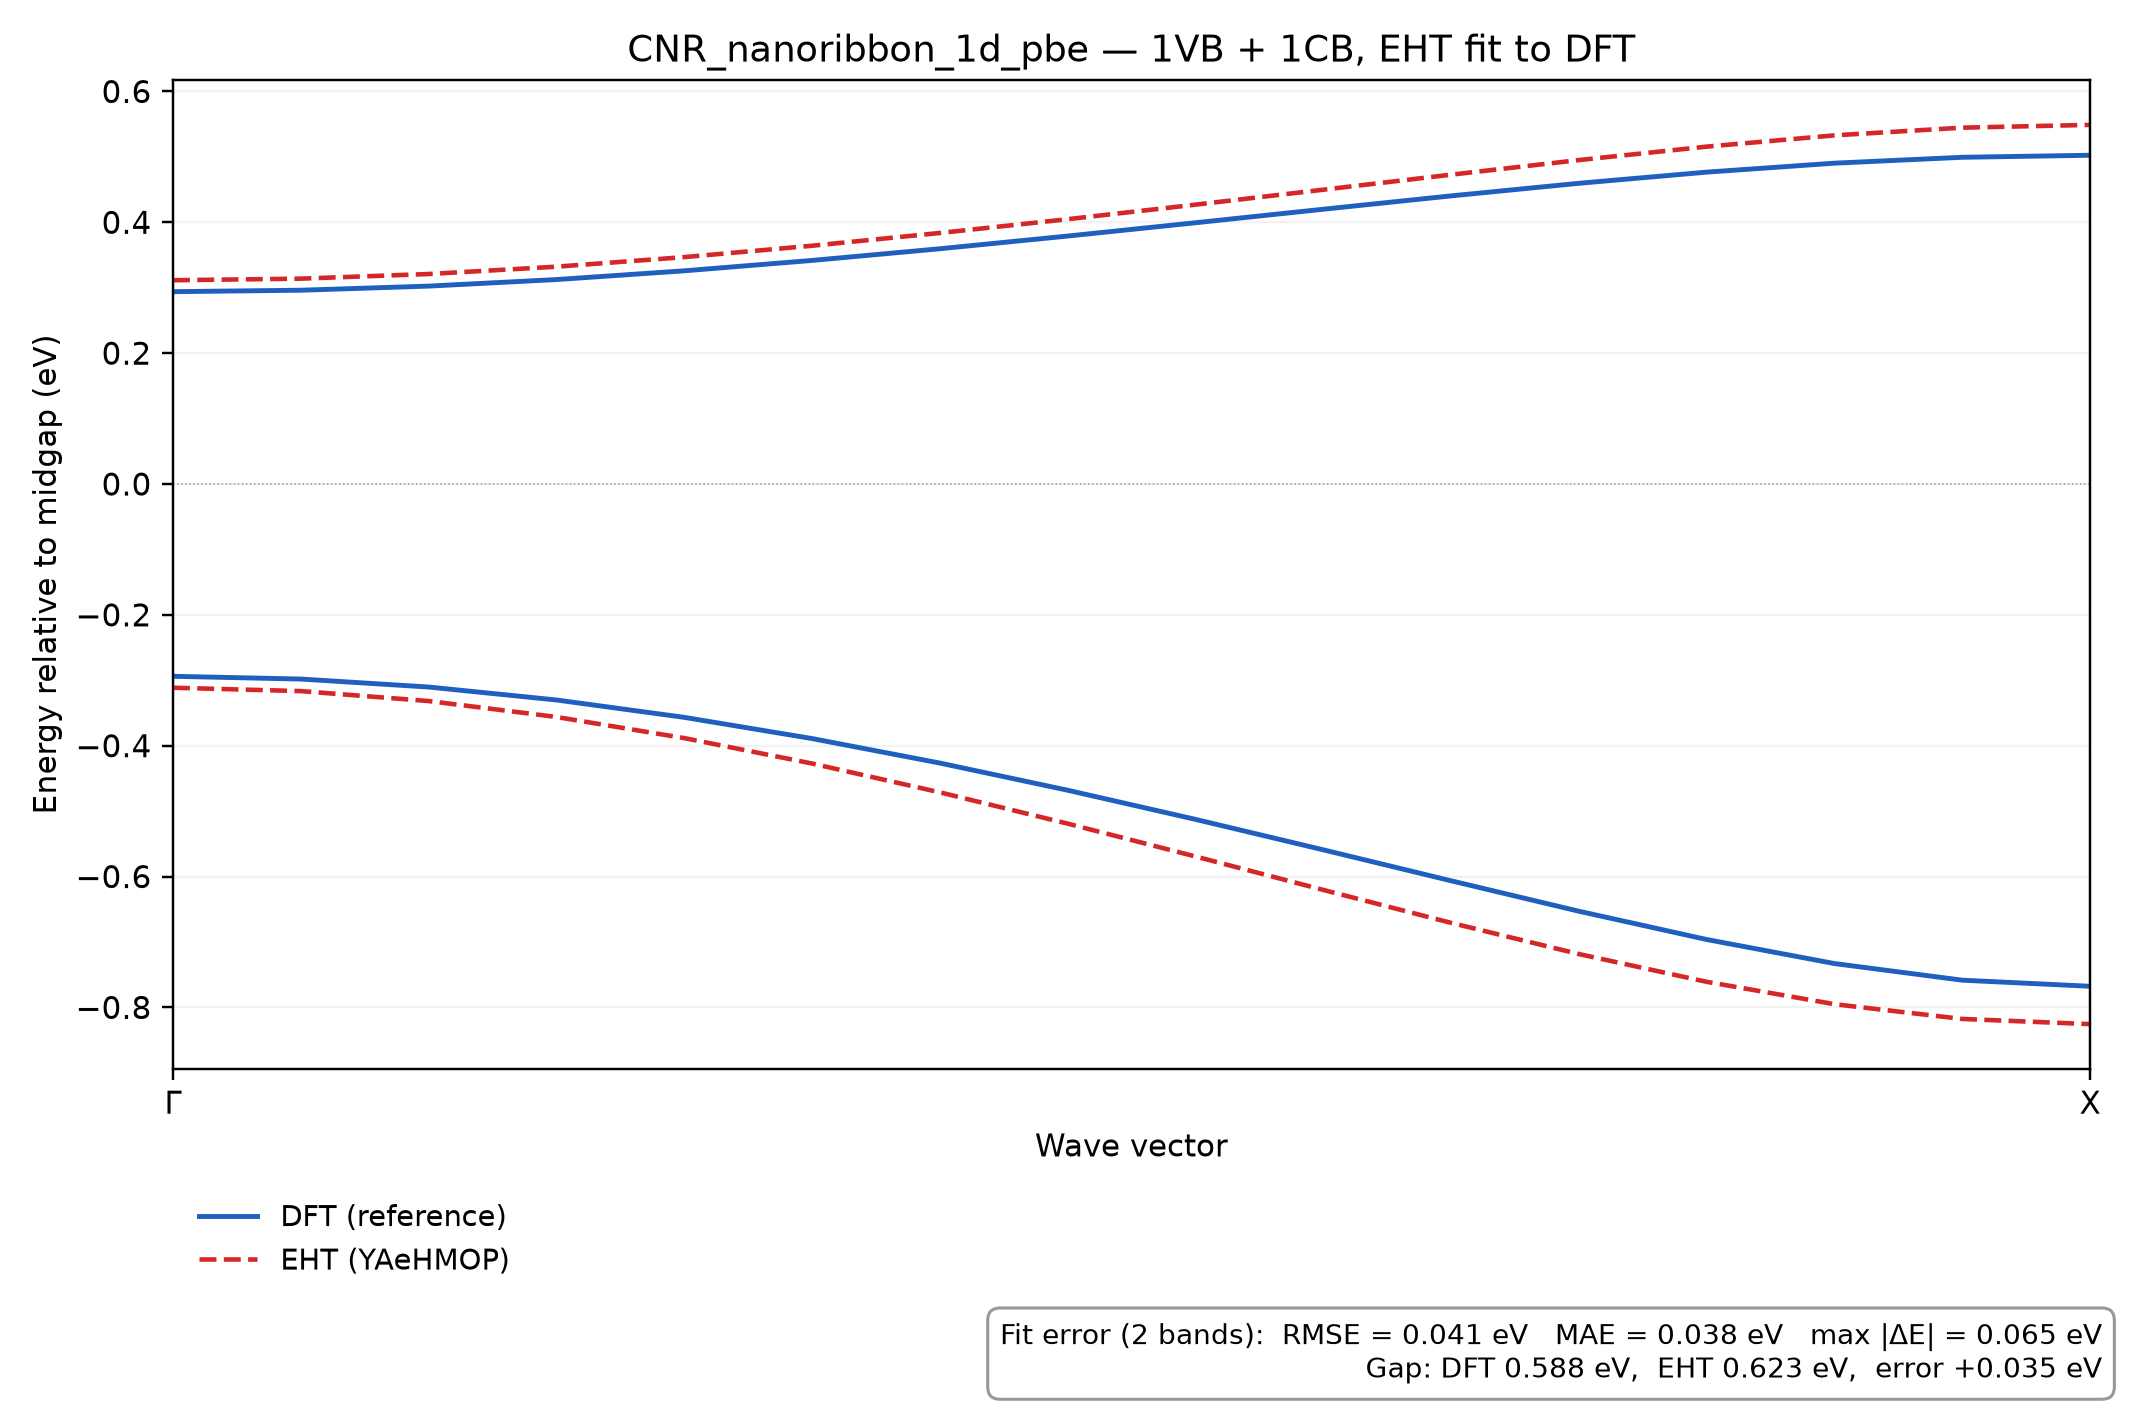 CNR_nanoribbon_1d_pbe — 1VB + 1CB, EHT fit to DFT
Energy relative to midgap (eV)
0.6
0.4
0.2
0.0
−0.2
−0.4
−0.6
−0.8
Γ X
Wave vector
DFT (reference)
EHT (YAeHMOP)
Fit error (2 bands): RMSE = 0.041 eV MAE = 0.038 eV max |ΔE| = 0.065 eV
Gap: DFT 0.588 eV, EHT 0.623 eV, error +0.035 eV